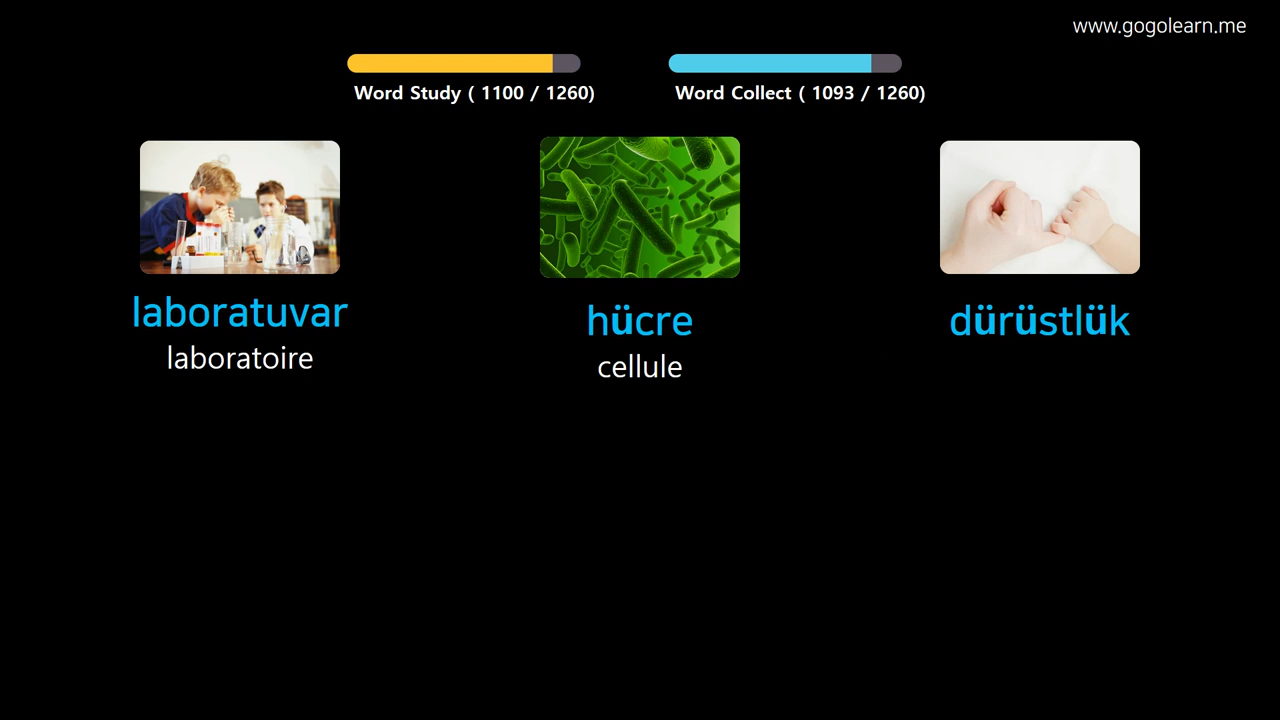 www.gogolearn.me
Word Study ( 1100 / 1260)
Word Collect ( 1093 / 1260)
laboratuvar
laboratoire
hücre
cellule
dürüstlük